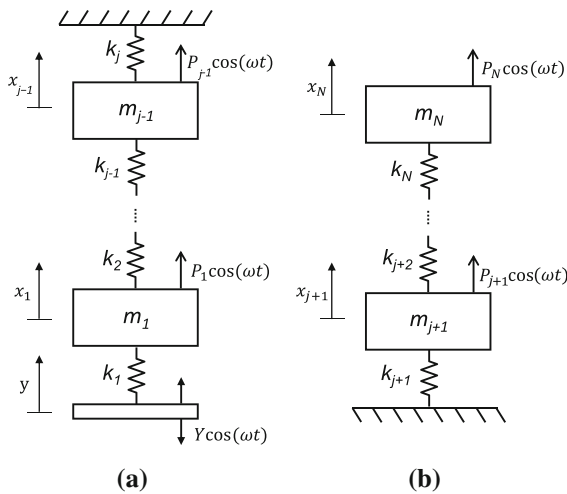 k_j
P_{j-1}cos(ωt)
x_{j-1}
m_{j-1}
k_{j-1}
k_2
P_1cos(ωt)
x_1
m_1
k_1
y
Ycos(ωt)
(a)
P_Ncos(ωt)
x_N
m_N
k_N
k_{j+2}
P_{j+1}cos(ωt)
x_{j+1}
m_{j+1}
k_{j+1}
(b)